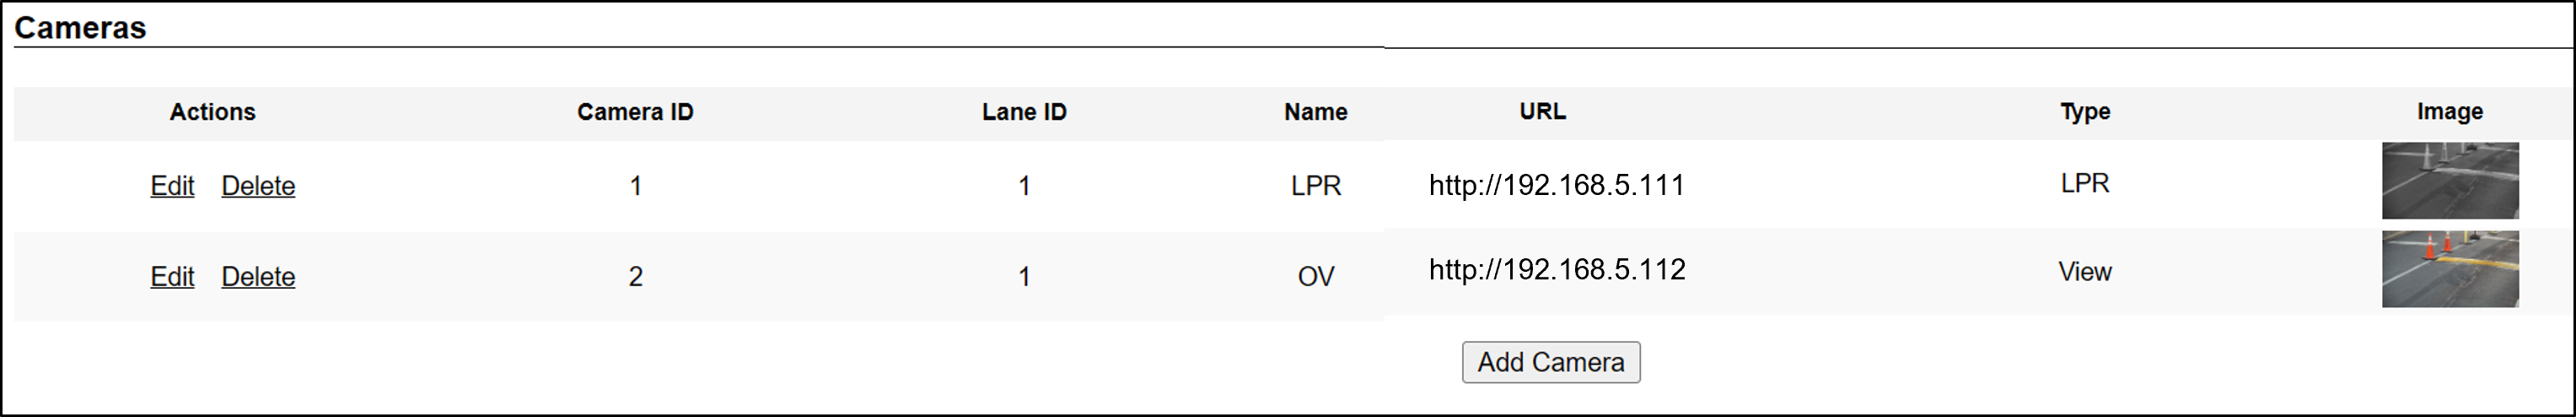 Cameras
Actions Camera ID Lane ID Name URL Type Image
Edit Delete 1 1 LPR http://192.168.5.111 LPR
Edit Delete 2 1 OV http://192.168.5.112 View
Add Camera